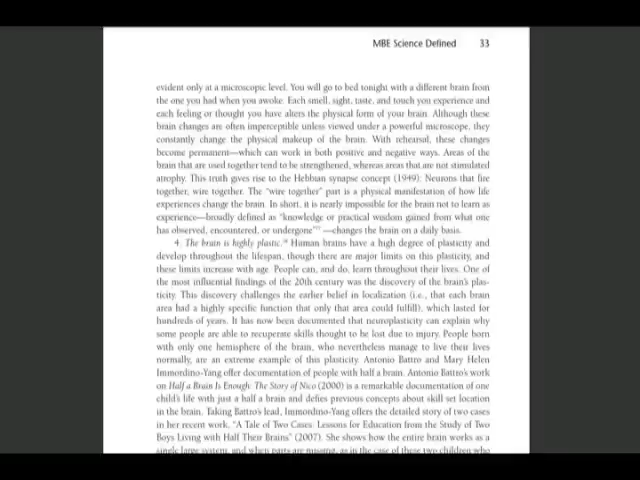 MBE Science Defined 33
evident only at a microscopic level. You will go to bed tonight with a different brain from
the one you had when you awoke. Each smell, sight, taste, and touch you experience and
each feeling or thought you have alters the physical form of your brain. Although these
brain changes are often imperceptible unless viewed under a powerful microscope, they
constantly change the physical makeup of the brain. With rehearsal, these changes
become permanent—which can work in both positive and negative ways. Areas of the
brain that are used together tend to be strengthened, whereas areas that are not stimulated
atrophy. This truth gives rise to the Hebbian synapse concept (1949): Neurons that fire
together, wire together. The "wire together" part is a physical manifestation of how life
experiences change the brain. In short, it is nearly impossible for the brain not to learn as
experience—broadly defined as "knowledge or practical wisdom gained from what one
has observed, encountered, or undergone" —changes the brain on a daily basis.
4. The brain is highly plastic. Human brains have a high degree of plasticity and
develop throughout the lifespan, though there are major limits on this plasticity, and
these limits increase with age. People can, and do, learn throughout their lives. One of
the most influential findings of the 20th century was the discovery of the brain's plas-
ticity. This discovery challenges the earlier belief in localization (i.e., that each brain
area had a highly specific function that only that area could fulfill), which lasted for
hundreds of years. It has now been documented that neuroplasticity can explain why
some people are able to recuperate skills thought to be lost due to injury. People born
with only one hemisphere of the brain, who nevertheless manage to live their lives
normally, are an extreme example of this plasticity. Antonio Battro and Mary Helen
Immordino-Yang offer documentation of people with half a brain. Antonio Battro's work
on Half a Brain Is Enough: The Story of Nico (2000) is a remarkable documentation of one
child's life with just a half a brain and defies previous concepts about skill set location
in the brain. Taking Battro's lead, Immordino-Yang offers the detailed story of two cases
in her recent work, "A Tale of Two Cases: Lessons for Education from the Study of Two
Boys Living with Half Their Brains" (2007). She shows how the entire brain works as a
single large system, and when parts are missing, as in the case of these two children who